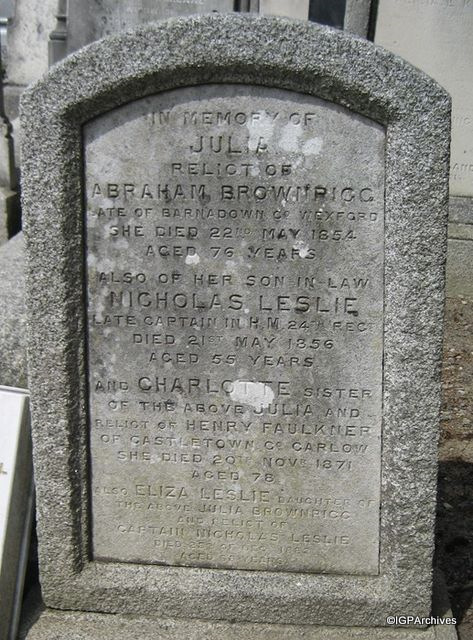 IN MEMORY OF
JULIA
RELICT OF
ABRAHAM BROWNRIGG
LATE OF BARNADOWN Co WEXFORD
SHE DIED 22ND MAY 1854
AGED 76 YEARS
ALSO OF HER SON IN LAW
NICHOLAS LESLIE
LATE CAPTAIN IN H.M. 24TH REGT
DIED 21ST MAY 1856
AGED 55 YEARS
AND CHARLOTTE SISTER
OF THE ABOVE JULIA AND
RELICT OF HENRY FAULKNER
OF CASTLETOWN Co CARLOW
SHE DIED 20TH NOVR 1871
AGED 78
ALSO ELIZA LESLIE DAUGHTER OF
THE ABOVE JULIA BROWNRIGG
AND RELICT OF
CAPTAIN NICHOLAS LESLIE
DIED
AGED YEARS
©IGPArchives